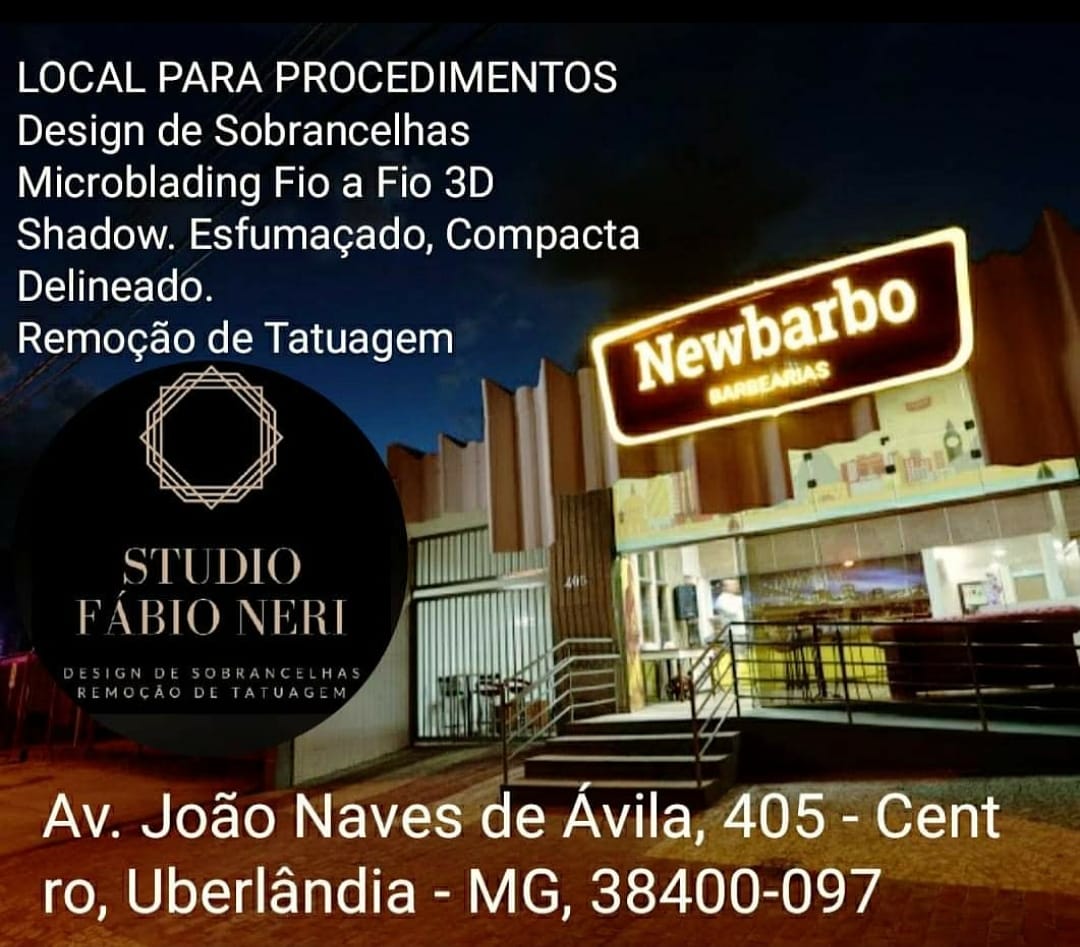 LOCAL PARA PROCEDIMENTOS
Design de Sobrancelhas
Microblading Fio a Fio 3D
Shadow. Esfumaçado, Compacta
Delineado.
Remoção de Tatuagem
Newbarbo
BARBEARIAS
STUDIO
FÁBIO NERI
DESIGN DE SOBRANCELHAS
REMOÇÃO DE TATUAGEM
405
Av. João Naves de Ávila, 405 - Cent
ro, Uberlândia - MG, 38400-097